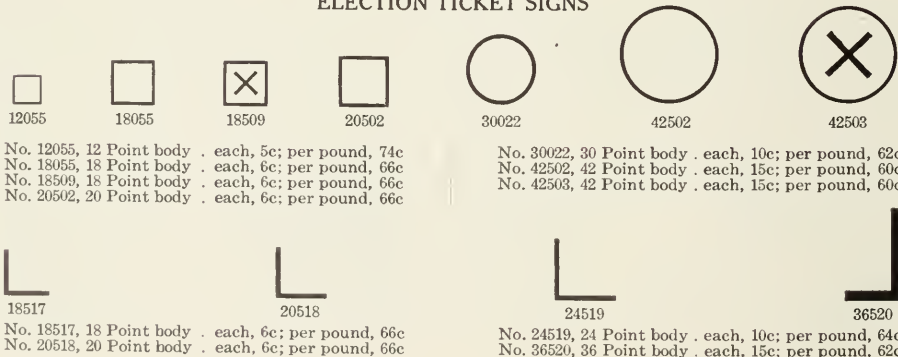 ELECTION TICKET SIGNS
12055 18055 18509 20502 30022 42502 42503
No. 12055, 12 Point body . each, 5c; per pound, 74c
No. 18055, 18 Point body . each, 6c; per pound, 66c
No. 18509, 18 Point body . each, 6c; per pound, 66c
No. 20502, 20 Point body . each, 6c; per pound, 66c
No. 30022, 30 Point body . each, 10c; per pound, 62c
No. 42502, 42 Point body . each, 15c; per pound, 60c
No. 42503, 42 Point body . each, 15c; per pound, 60c
18517 20518 24519 36520
No. 18517, 18 Point body . each, 6c; per pound, 66c
No. 20518, 20 Point body . each, 6c; per pound, 66c
No. 24519, 24 Point body . each, 10c; per pound, 64c
No. 36520, 36 Point body . each, 15c; per pound, 62c